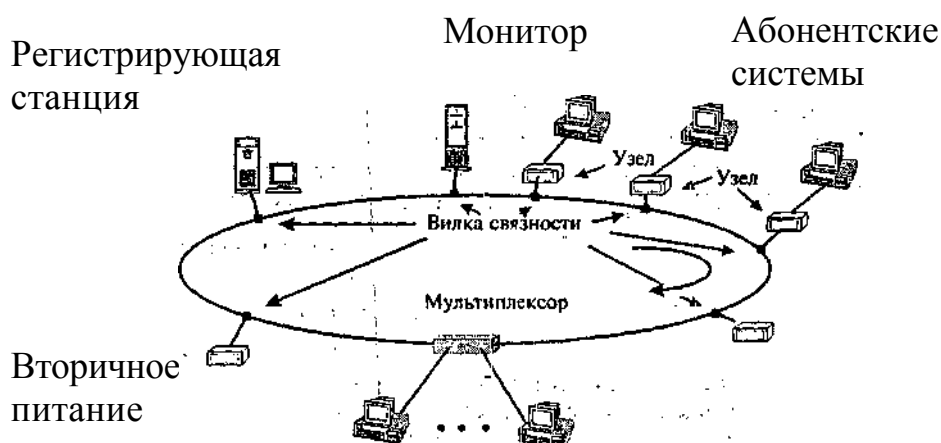 Регистрирующая
станция
Монитор
Абонентские
системы
Узел
Узел
Вилка связности
Мультиплексор
Вторичное
питание